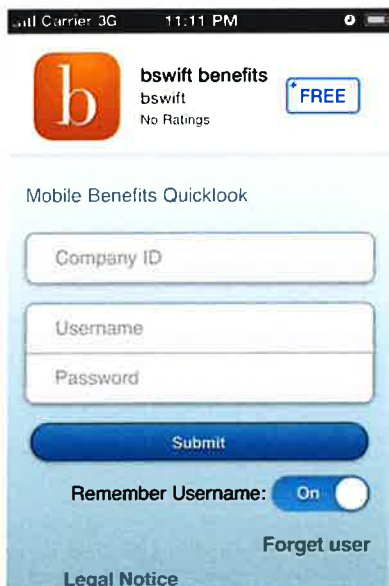 Carrier 3G 11:11 PM
b
bswift benefits
bswift
No Ratings
+ FREE
Mobile Benefits Quicklook
Company ID
Username
Password
Submit
Remember Username: On
Forget user
Legal Notice